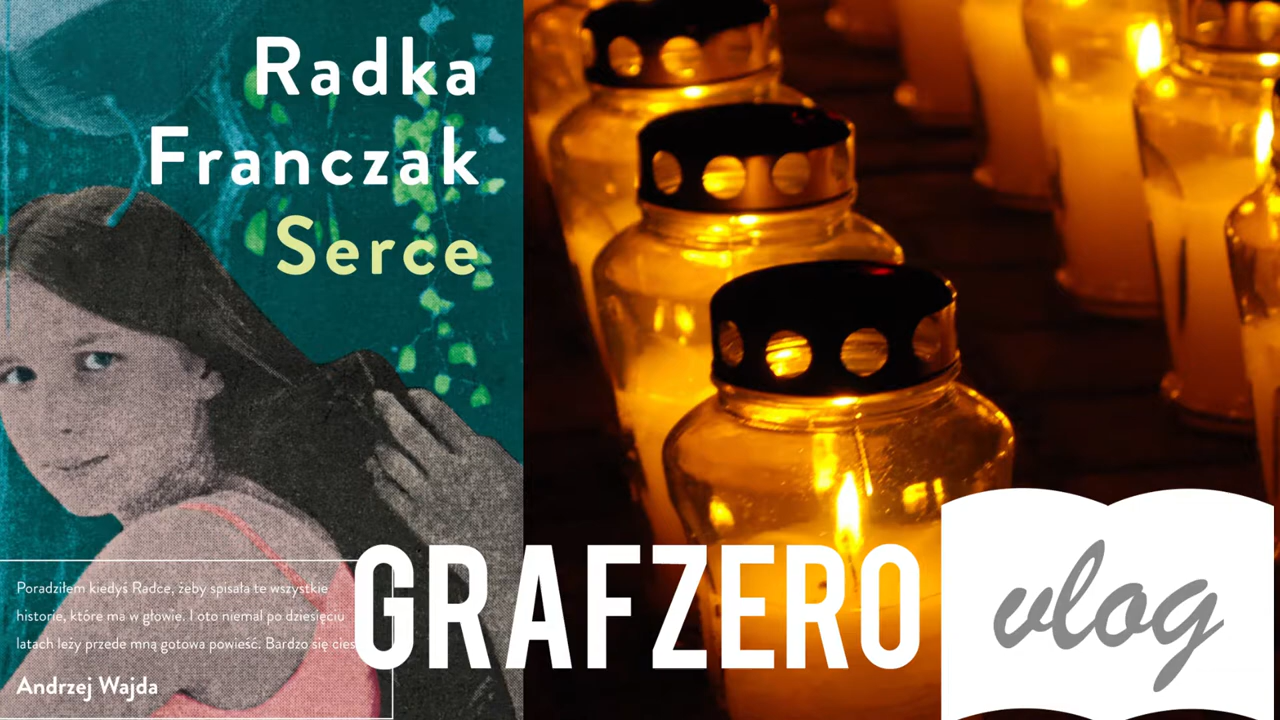 Radka
Franczak
Serce
Poradziłem kiedyś Radce, żeby spisała te wszystkie
historie, które ma w głowie. I oto niemal po dziesięciu
latach leży przede mną gotowa powieść. Bardzo się
Andrzej Wajda
GRAFZERO
vlog